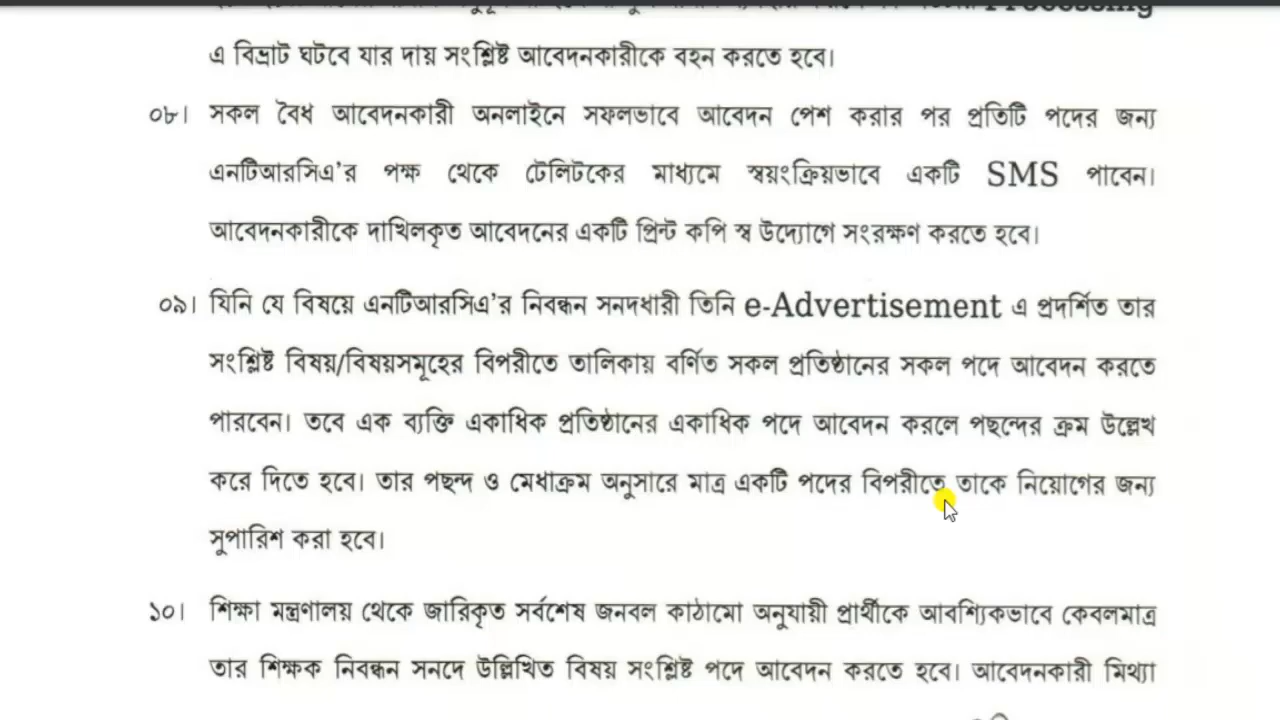 Processing
এ বিভ্রাট ঘটবে যার দায় সংশ্লিষ্ট আবেদনকারীকে বহন করতে হবে।
০৮। সকল বৈধ আবেদনকারী অনলাইনে সফলভাবে আবেদন পেশ করার পর প্রতিটি পদের জন্য
এনটিআরসিএ'র পক্ষ থেকে টেলিটকের মাধ্যমে স্বয়ংক্রিয়ভাবে একটি SMS পাবেন।
আবেদনকারীকে দাখিলকৃত আবেদনের একটি প্রিন্ট কপি স্ব উদ্যোগে সংরক্ষণ করতে হবে।
০৯। যিনি যে বিষয়ে এনটিআরসিএ'র নিবন্ধন সনদধারী তিনি e-Advertisement এ প্রদর্শিত তার
সংশ্লিষ্ট বিষয়/বিষয়সমূহের বিপরীতে তালিকায় বর্ণিত সকল প্রতিষ্ঠানের সকল পদে আবেদন করতে
পারবেন। তবে এক ব্যক্তি একাধিক প্রতিষ্ঠানের একাধিক পদে আবেদন করলে পছন্দের ক্রম উল্লেখ
করে দিতে হবে। তার পছন্দ ও মেধাক্রম অনুসারে মাত্র একটি পদের বিপরীতে তাকে নিয়োগের জন্য
সুপারিশ করা হবে।
১০। শিক্ষা মন্ত্রণালয় থেকে জারিকৃত সর্বশেষ জনবল কাঠামো অনুযায়ী প্রার্থীকে আবশ্যিকভাবে কেবলমাত্র
তার শিক্ষক নিবন্ধন সনদে উল্লিখিত বিষয় সংশ্লিষ্ট পদে আবেদন করতে হবে। আবেদনকারী মিথ্যা